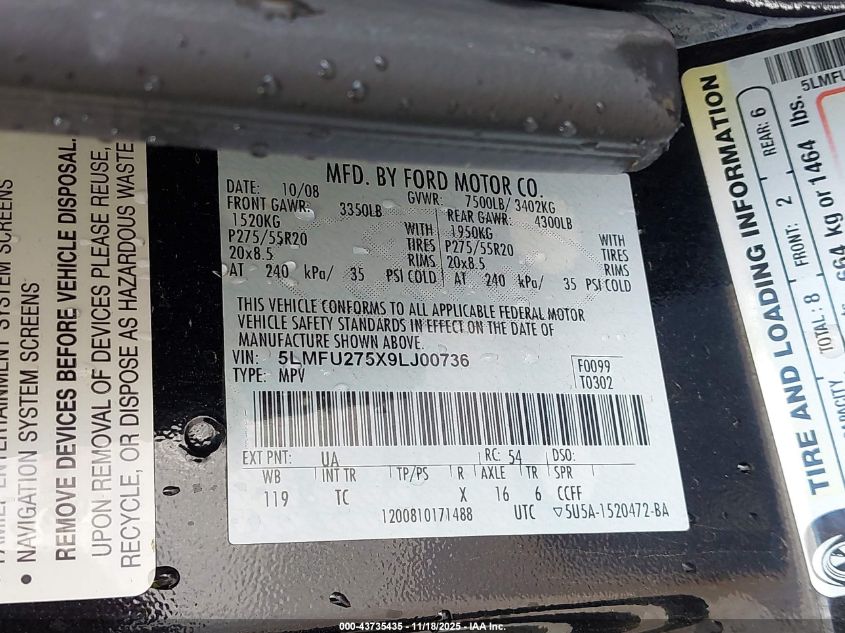 FAMILY ENTERTAINMENT SYSTEM SCREENS
• NAVIGATION SYSTEM SCREENS
REMOVE DEVICES BEFORE VEHICLE DISPOSAL.
UPON REMOVAL OF DEVICES PLEASE REUSE,
RECYCLE, OR DISPOSE AS HAZARDOUS WASTE
MFD. BY FORD MOTOR CO.
DATE: 10/08 GVWR: 7500LB/ 3402KG
FRONT GAWR: 3350LB REAR GAWR: 4300LB
1520KG WITH 1950KG WITH
P275/55R20 TIRES P275/55R20 TIRES
20x8.5 RIMS 20x8.5 RIMS
AT 240 kPa/ 35 PSI COLD AT 240 kPa/ 35 PSI COLD
THIS VEHICLE CONFORMS TO ALL APPLICABLE FEDERAL MOTOR
VEHICLE SAFETY STANDARDS IN EFFECT ON THE DATE OF
MANUFACTURE SHOWN ABOVE.
VIN: 5LMFU275X9LJ00736 F0099
TYPE: MPV T0302
EXT PNT: UA RC: 54 DSO:
WB INT TR TP/PS R AXLE TR SPR
119 TC X 16 6 CCFF
1200810171488 UTC ▽5U5A-1520472-BA
TIRE AND LOADING INFORMATION
TOTAL: 8 FRONT: 2 REAR: 6
664 kg or 1464 lbs.
5LMFU
000-43735435 - 11/18/2025 - IAA Inc.